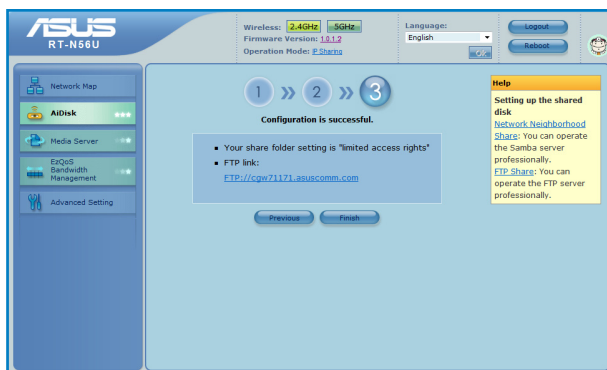 ASUS
RT-N56U
Wireless: 2.4GHz 5GHz
Firmware Version: 1.0.1.2
Operation Mode: IP Sharing
Language:
English
OK
Logout
Reboot
Network Map
AiDisk
Media Server
EzQoS
Bandwidth
Management
Advanced Setting
1 » 2 » 3
Configuration is successful.
▪ Your share folder setting is "limited access rights"
▪ FTP link:
FTP://cgw71171.asuscomm.com
Previous
Finish
Help
Setting up the shared
disk
Network Neighborhood
Share: You can operate
the Samba server
professionally.
FTP Share: You can
operate the FTP server
professionally.